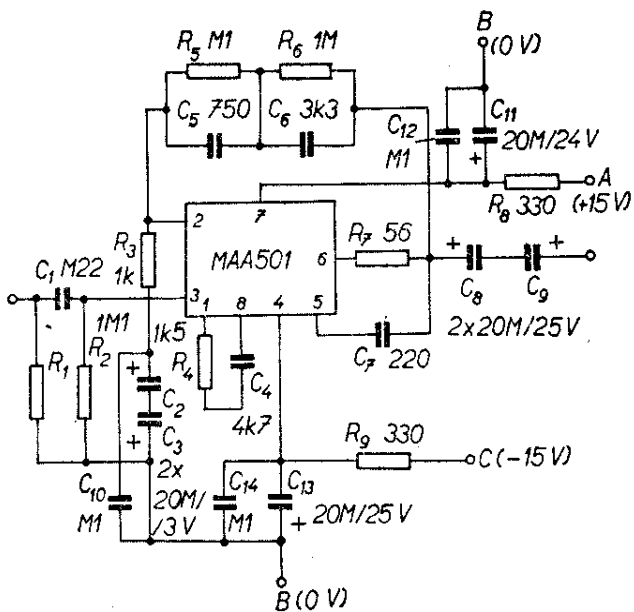 R5 M1
R6 1M
B
(0 V)
C5 750
C6 3k3
C12
M1
C11
20M/24V
2
7
R8 330
A
(+15V)
R3
1k
MAA501
6
R7 56
C1 M22
3
1
8
4
5
C8
C9
2x20M/25V
1M1
1k5
R1
R2
R4
C4
C7 220
C2
4k7
C3
R9 330
C (-15V)
2x
20M/
/3V
C10
M1
C14
M1
C13
20M/25V
B (0 V)
+
+
+
+
+
+